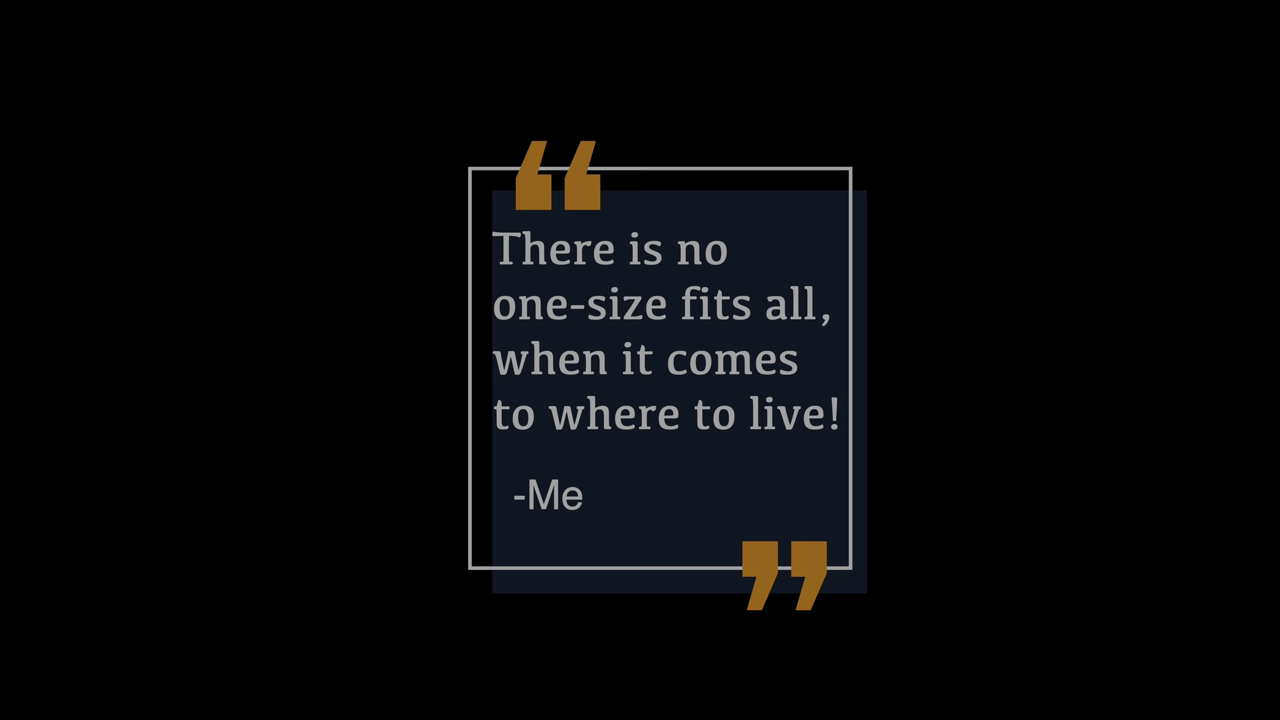 “
There is no
one-size fits all,
when it comes
to where to live!
-Me
”